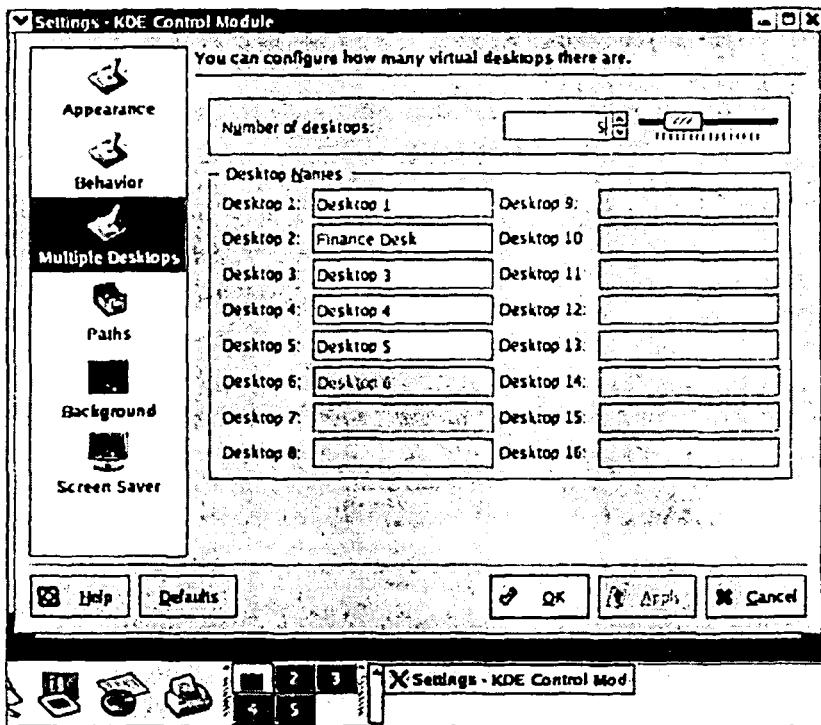 Settings - KDE Control Module
You can configure how many virtual desktops there are.
Appearance
Behavior
Multiple Desktops
Paths
Background
Screen Saver
Number of desktops: 5
Desktop Names
Desktop 1: Desktop 1 Desktop 9:
Desktop 2: Finance Desk Desktop 10
Desktop 3: Desktop 3 Desktop 11:
Desktop 4: Desktop 4 Desktop 12:
Desktop 5: Desktop 5 Desktop 13:
Desktop 6: Desktop 6 Desktop 14:
Desktop 7: Desktop 15:
Desktop 8: Desktop 16:
Help Defaults OK Apply Cancel
2 3 Settings - KDE Control Mod
4 5